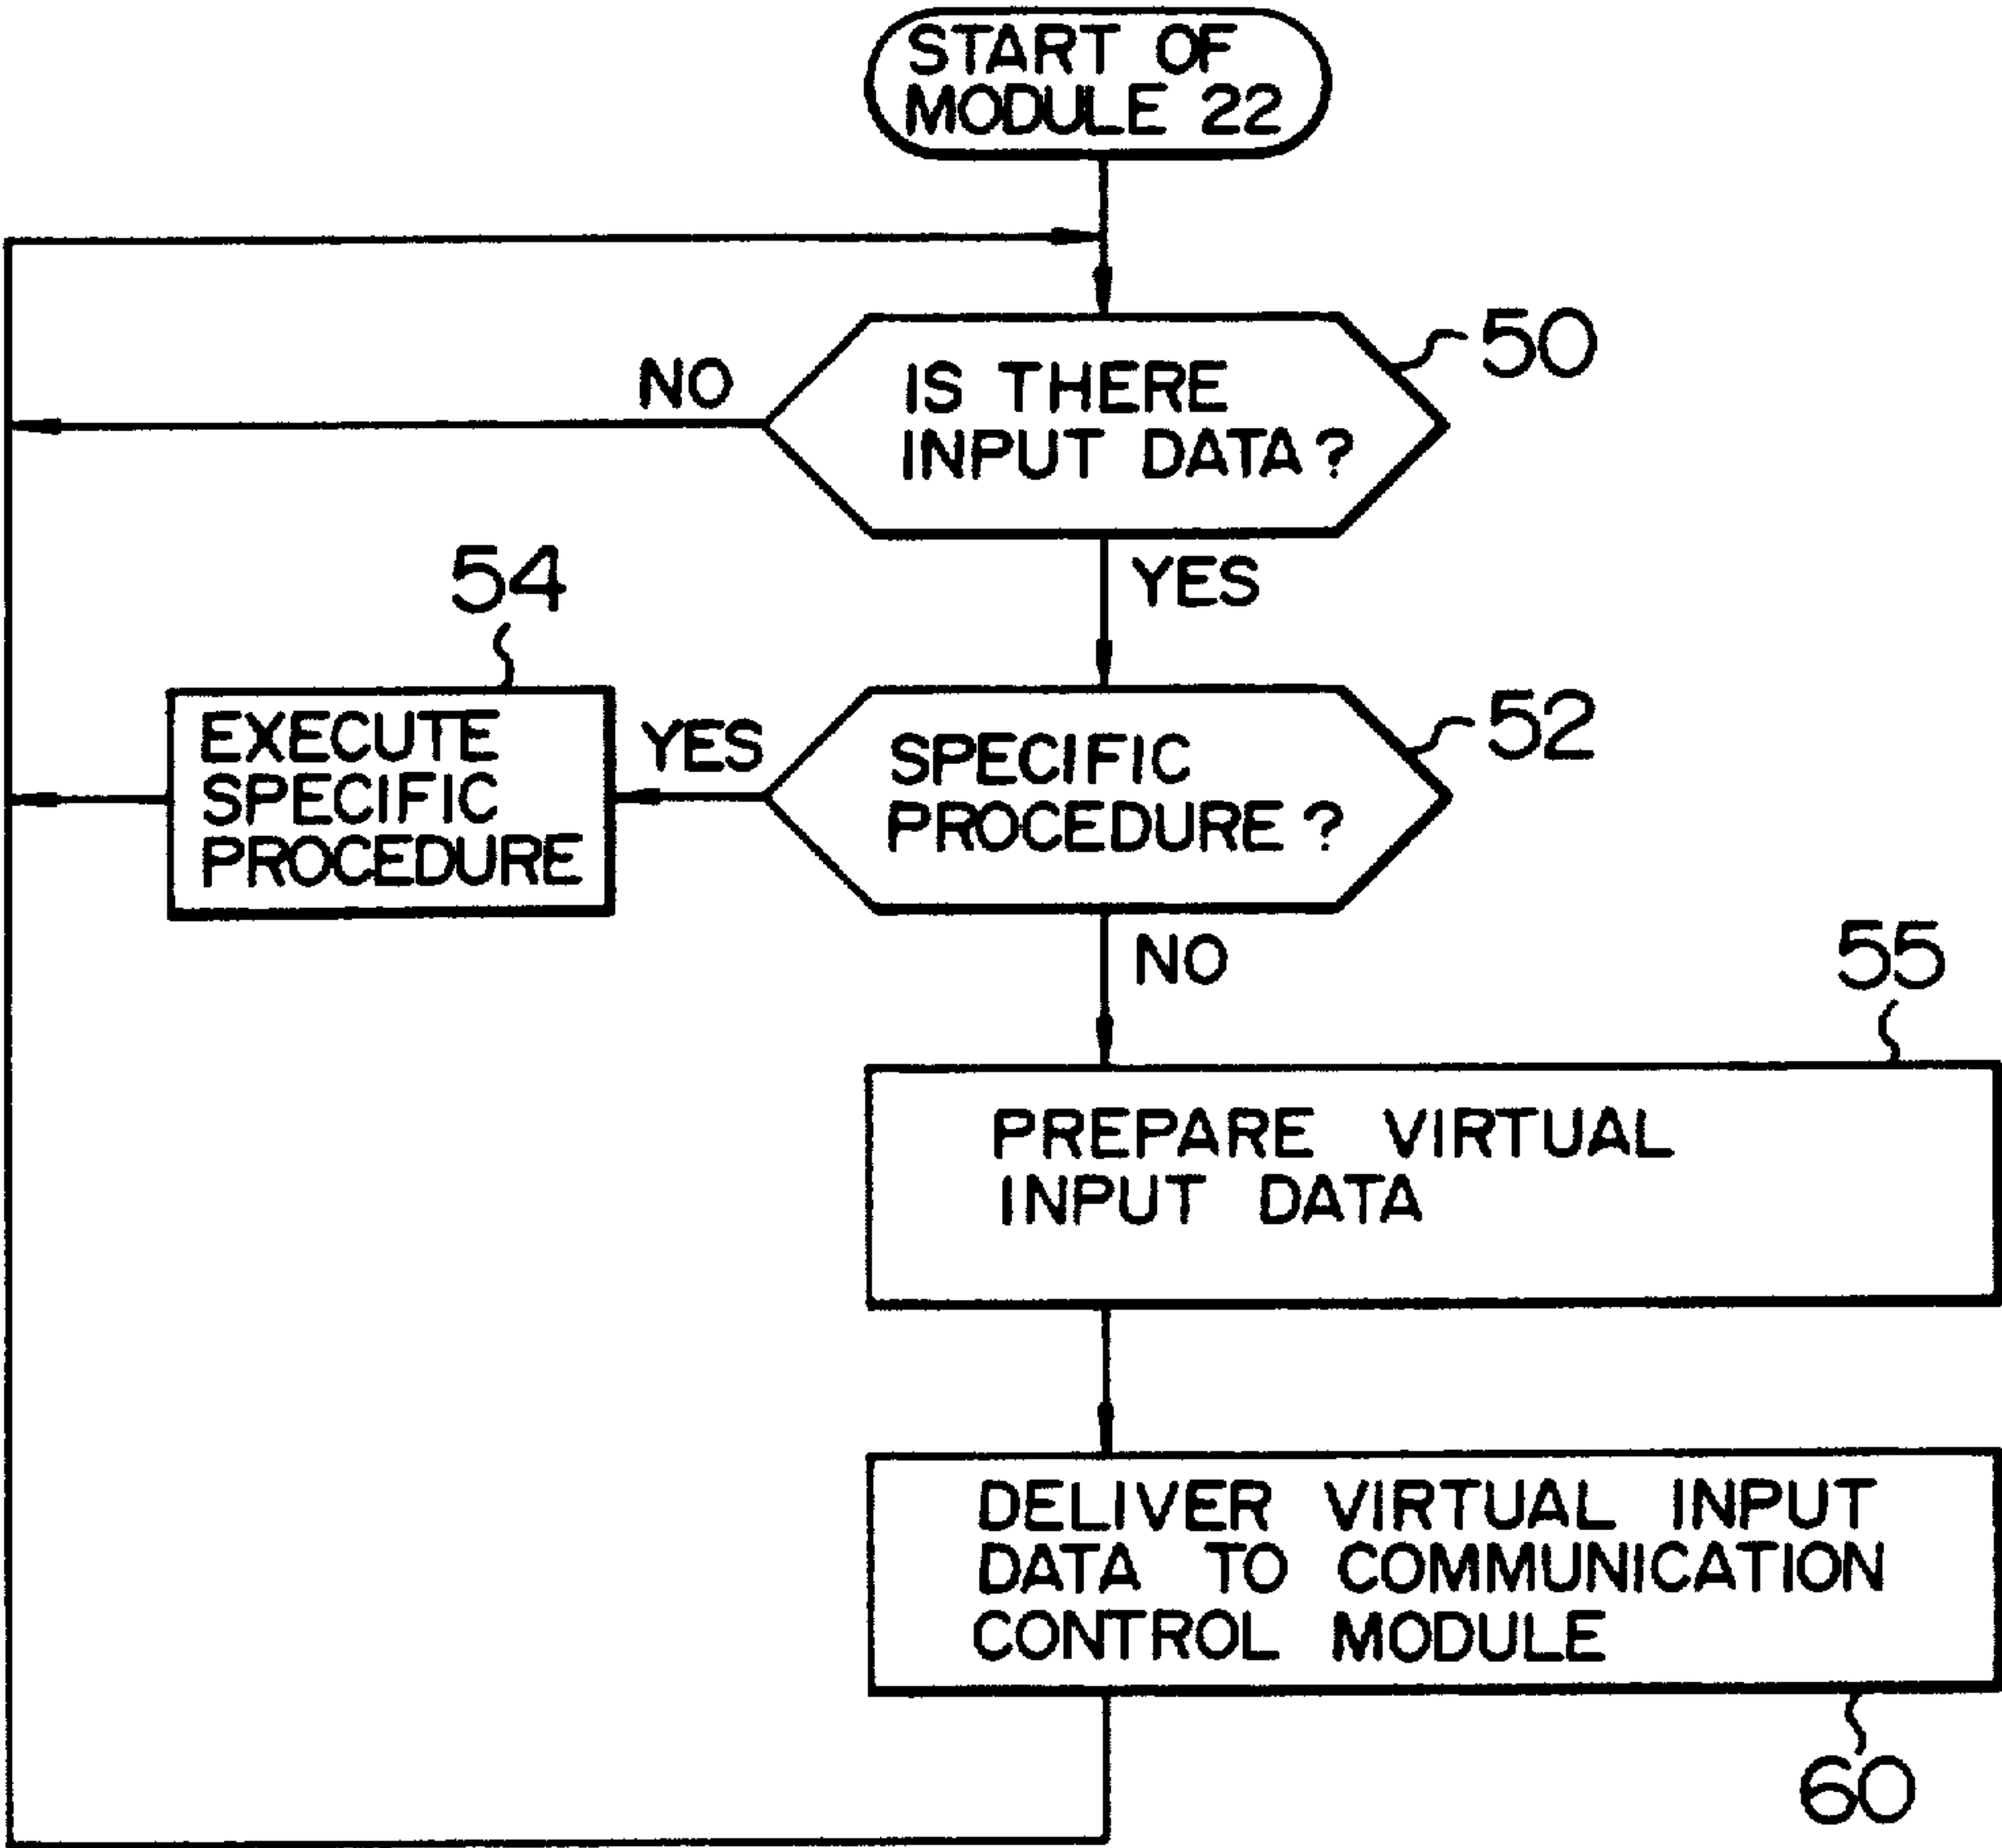 START OF
MODULE 22
50
NO
IS THERE
INPUT DATA?
YES
54
52
EXECUTE
SPECIFIC
PROCEDURE
YES
SPECIFIC
PROCEDURE?
NO
55
PREPARE VIRTUAL
INPUT DATA
DELIVER VIRTUAL INPUT
DATA TO COMMUNICATION
CONTROL MODULE
60